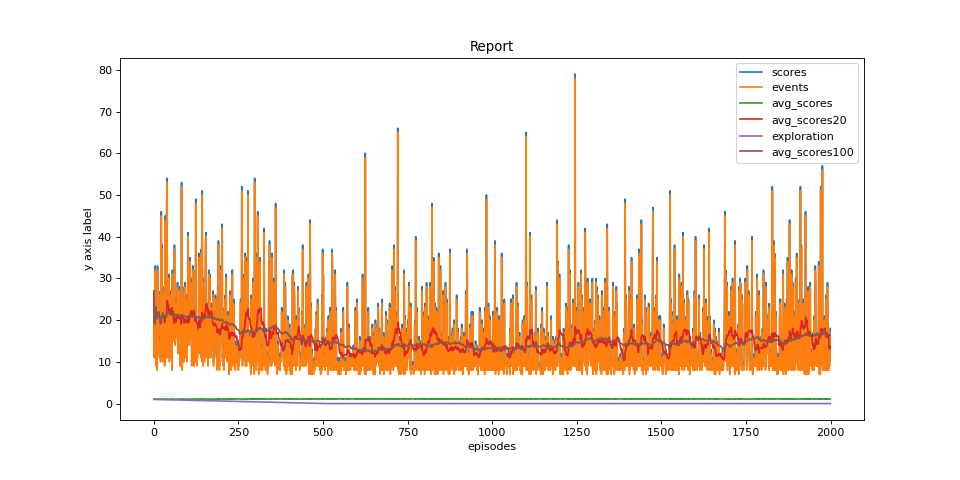 Report
80
70
60
50
40
30
20
10
0
y axis label
scores
events
avg_scores
avg_scores20
exploration
avg_scores100
0
250
500
750
1000
1250
1500
1750
2000
episodes